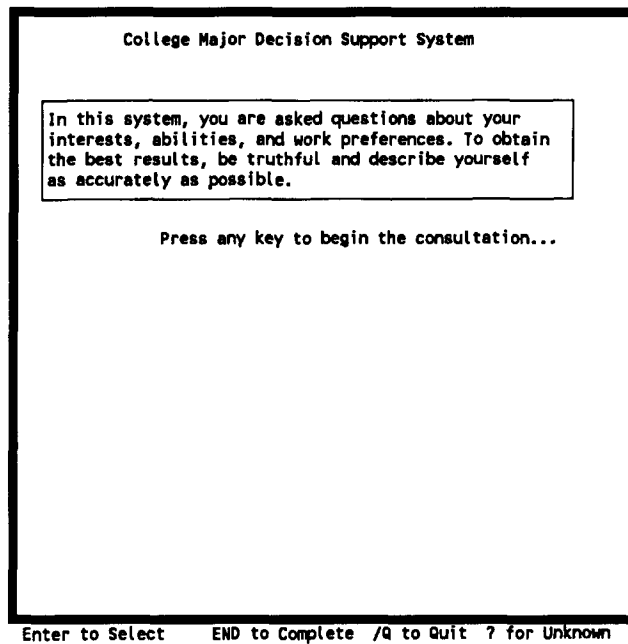 College Major Decision Support System
In this system, you are asked questions about your
interests, abilities, and work preferences. To obtain
the best results, be truthful and describe yourself
as accurately as possible.
Press any key to begin the consultation...
Enter to Select END to Complete /Q to Quit ? for Unknown